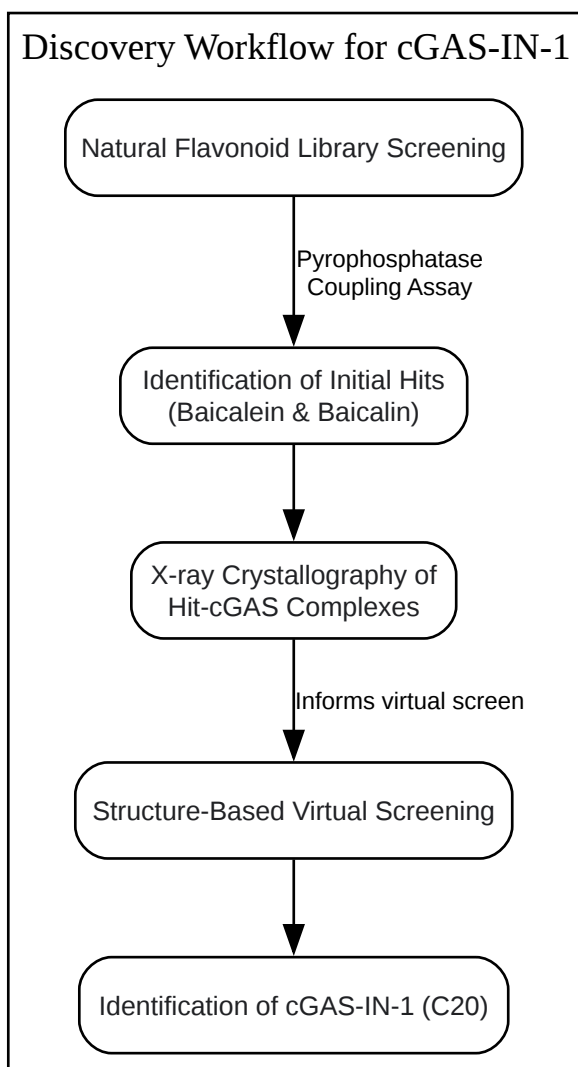 Discovery Workflow for cGAS-IN-1
Natural Flavonoid Library Screening
Pyrophosphatase
Coupling Assay
Identification of Initial Hits
(Baicalein & Baicalin)
X-ray Crystallography of
Hit-cGAS Complexes
Informs virtual screen
Structure-Based Virtual Screening
Identification of cGAS-IN-1 (C20)